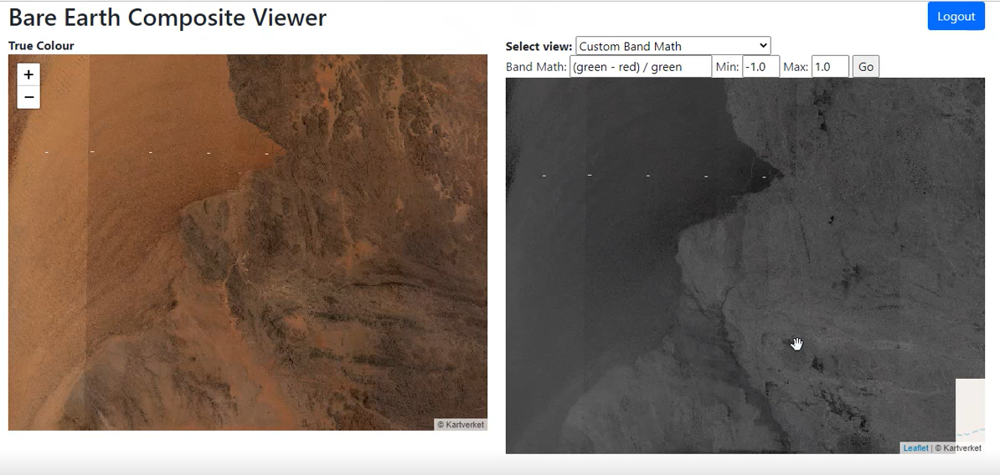 Bare Earth Composite Viewer
Logout
True Colour
+
−
© Kartverket
Select view: Custom Band Math
Band Math: (green - red) / green Min: -1.0 Max: 1.0 Go
Leaflet | © Kartverket